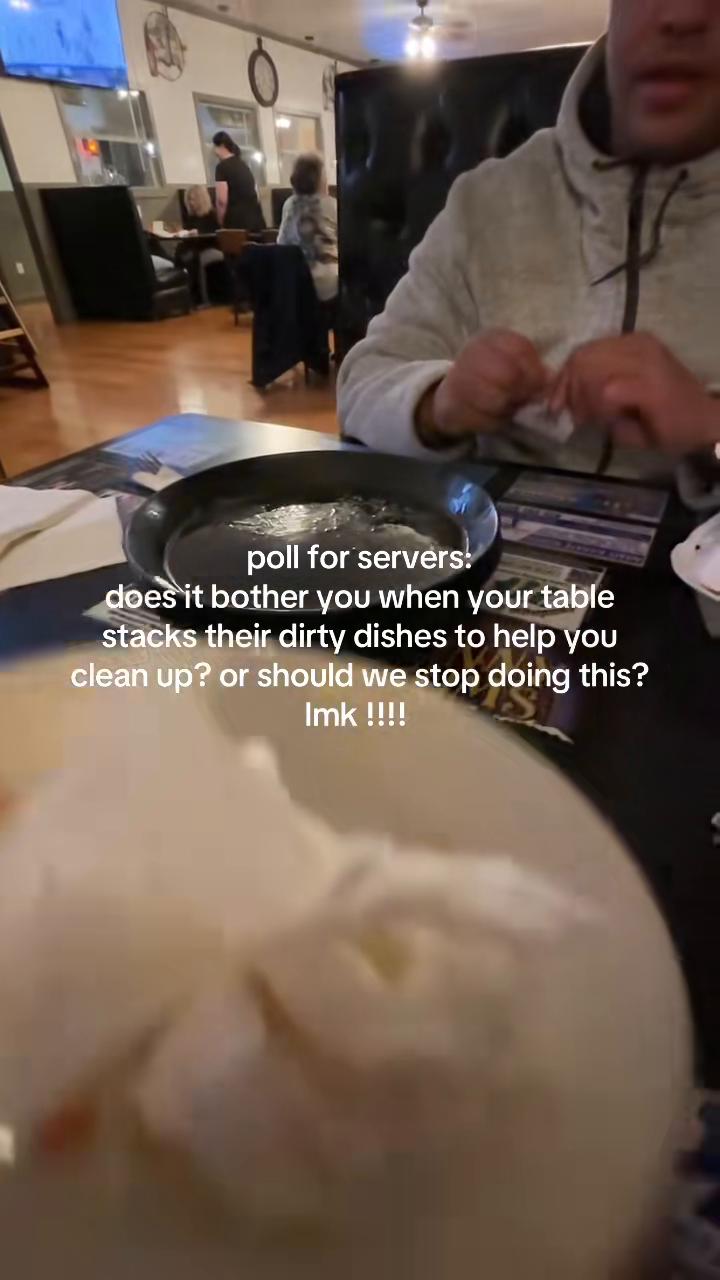 poll for servers:
does it bother you when your table
stacks their dirty dishes to help you
clean up? or should we stop doing this?
lmk !!!!